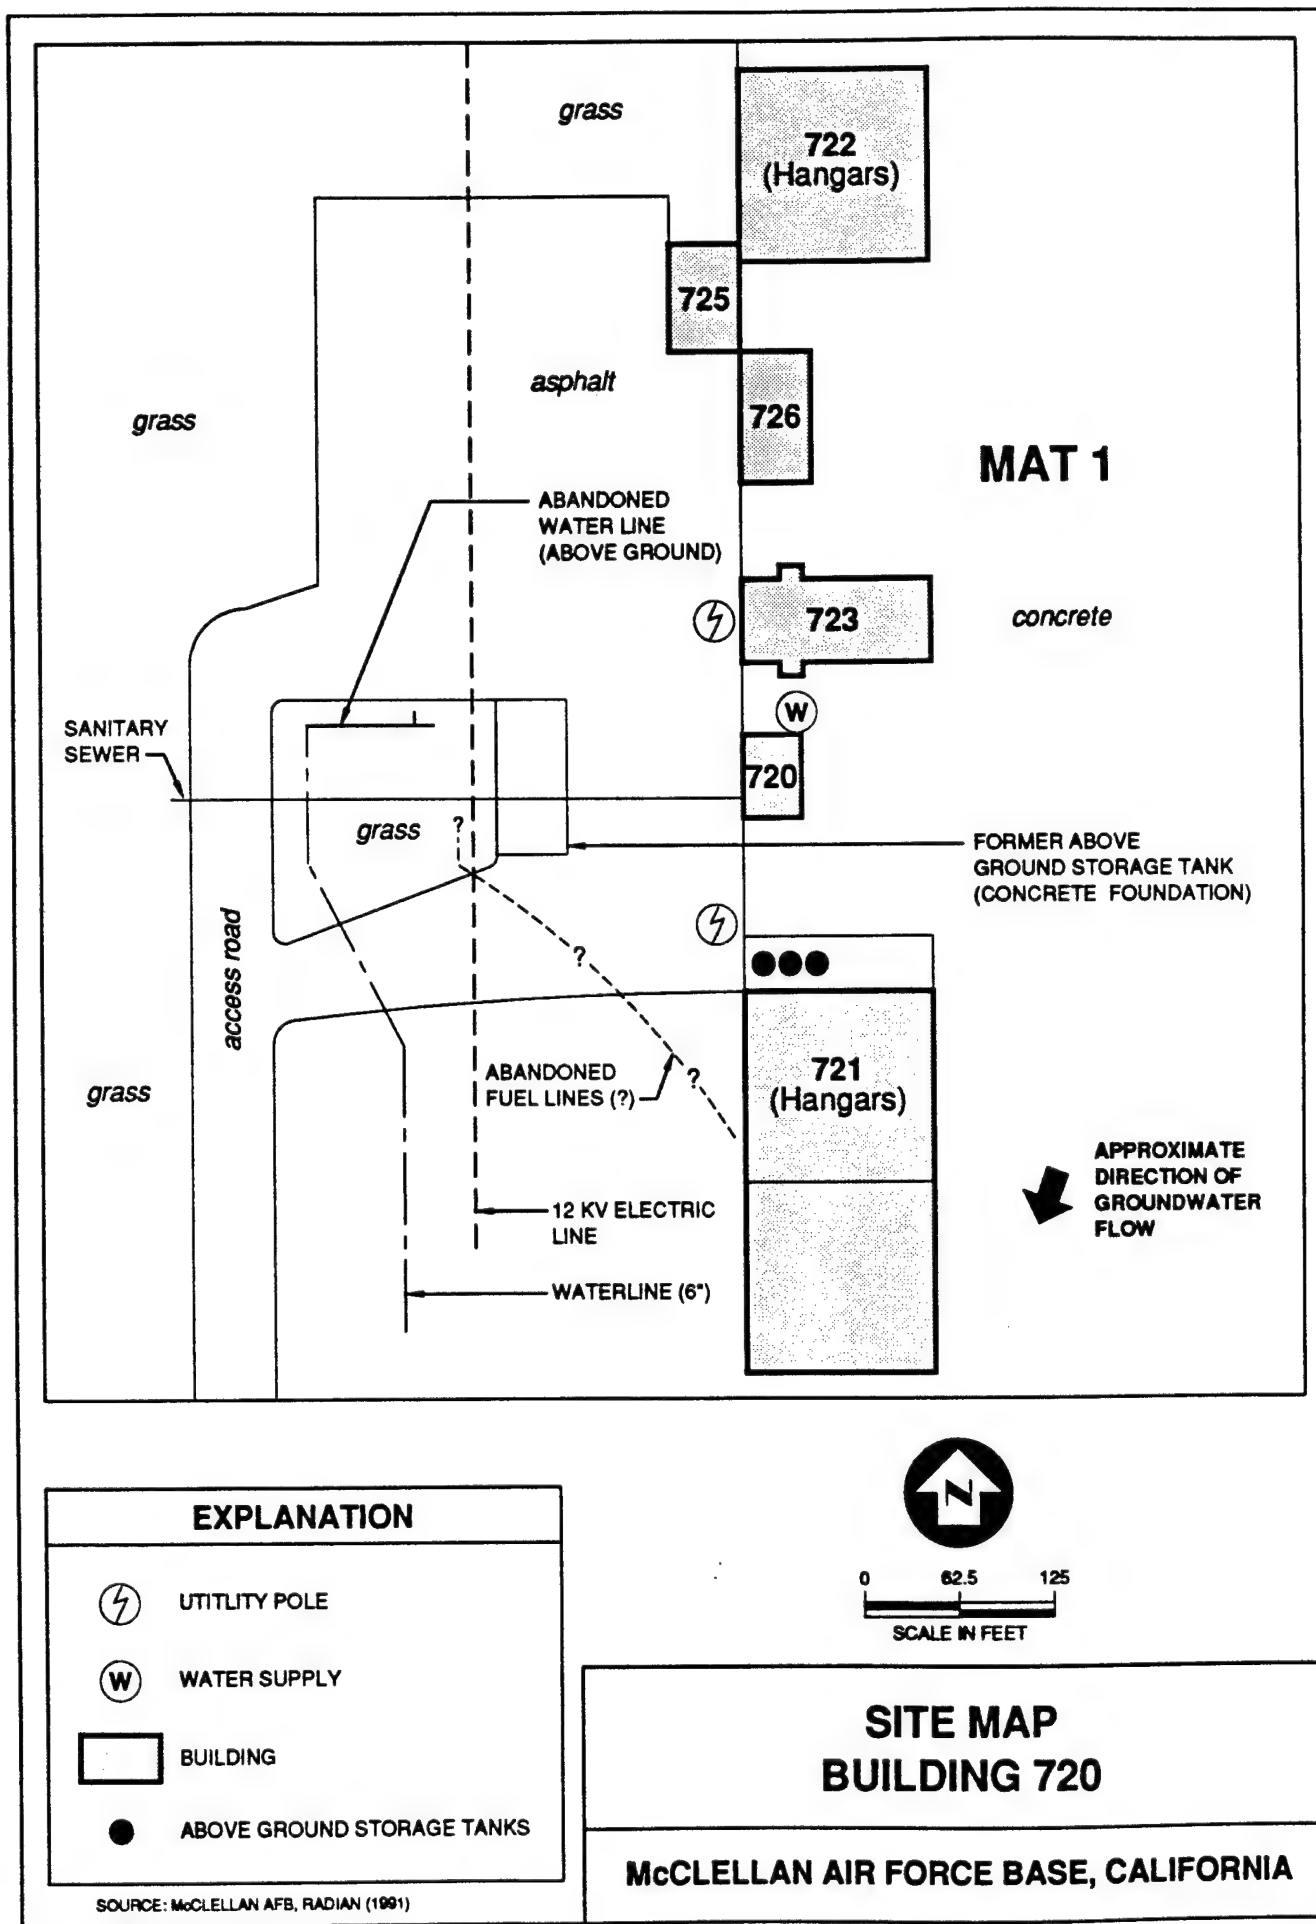 grass
722
(Hangars)
725
asphalt
grass
726
MAT 1
ABANDONED
WATER LINE
(ABOVE GROUND)
723
concrete
W
SANITARY
SEWER
720
grass
?
FORMER ABOVE
GROUND STORAGE TANK
(CONCRETE FOUNDATION)
access road
?
ABANDONED
FUEL LINES (?)
?
721
(Hangars)
grass
APPROXIMATE
DIRECTION OF
GROUNDWATER
FLOW
12 KV ELECTRIC
LINE
WATERLINE (6")
N
0 62.5 125
SCALE IN FEET
EXPLANATION
UTITLITY POLE
W WATER SUPPLY
BUILDING
ABOVE GROUND STORAGE TANKS
SOURCE: McCLELLAN AFB, RADIAN (1991)
SITE MAP
BUILDING 720
McCLELLAN AIR FORCE BASE, CALIFORNIA